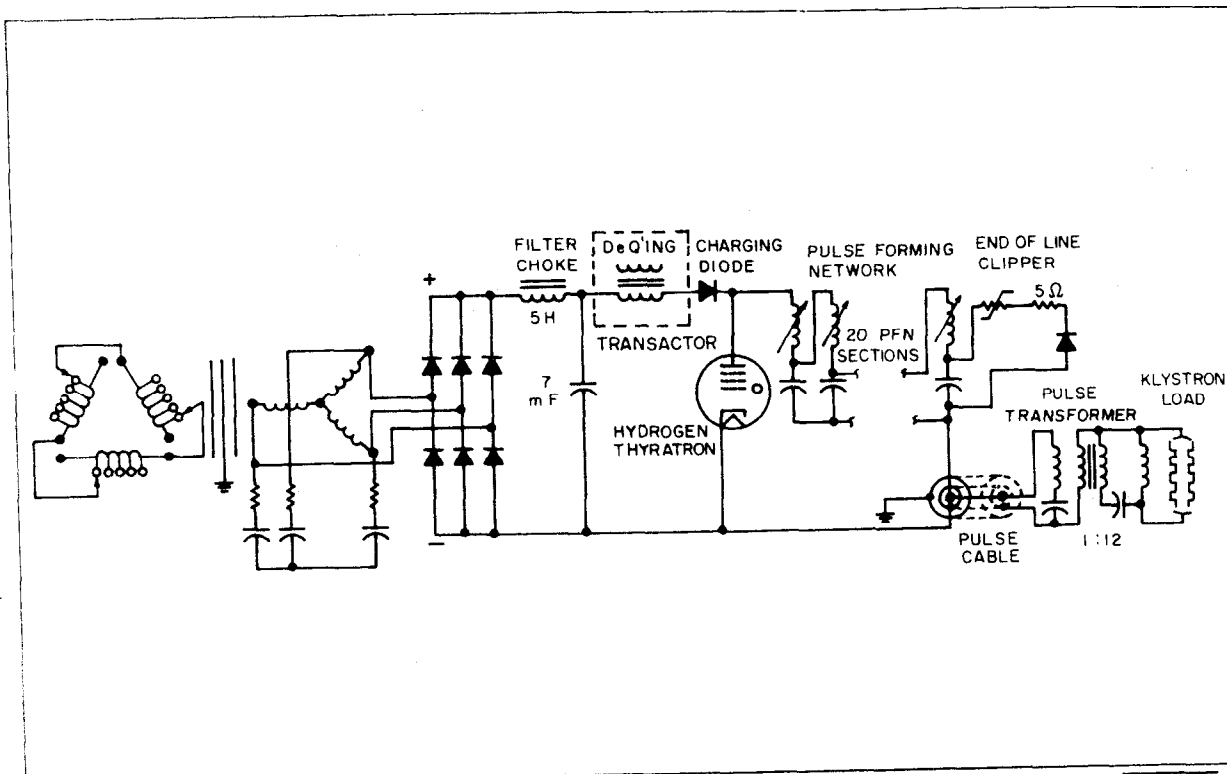 FILTER
CHOKE
5H
DeQ'ING
TRANSACTOR
CHARGING
DIODE
PULSE FORMING
NETWORK
END OF LINE
CLIPPER
5Ω
20 PFN
SECTIONS
+
7
mF
HYDROGEN
THYRATRON
PULSE
TRANSFORMER
KLYSTRON
LOAD
−
PULSE
CABLE
1:12